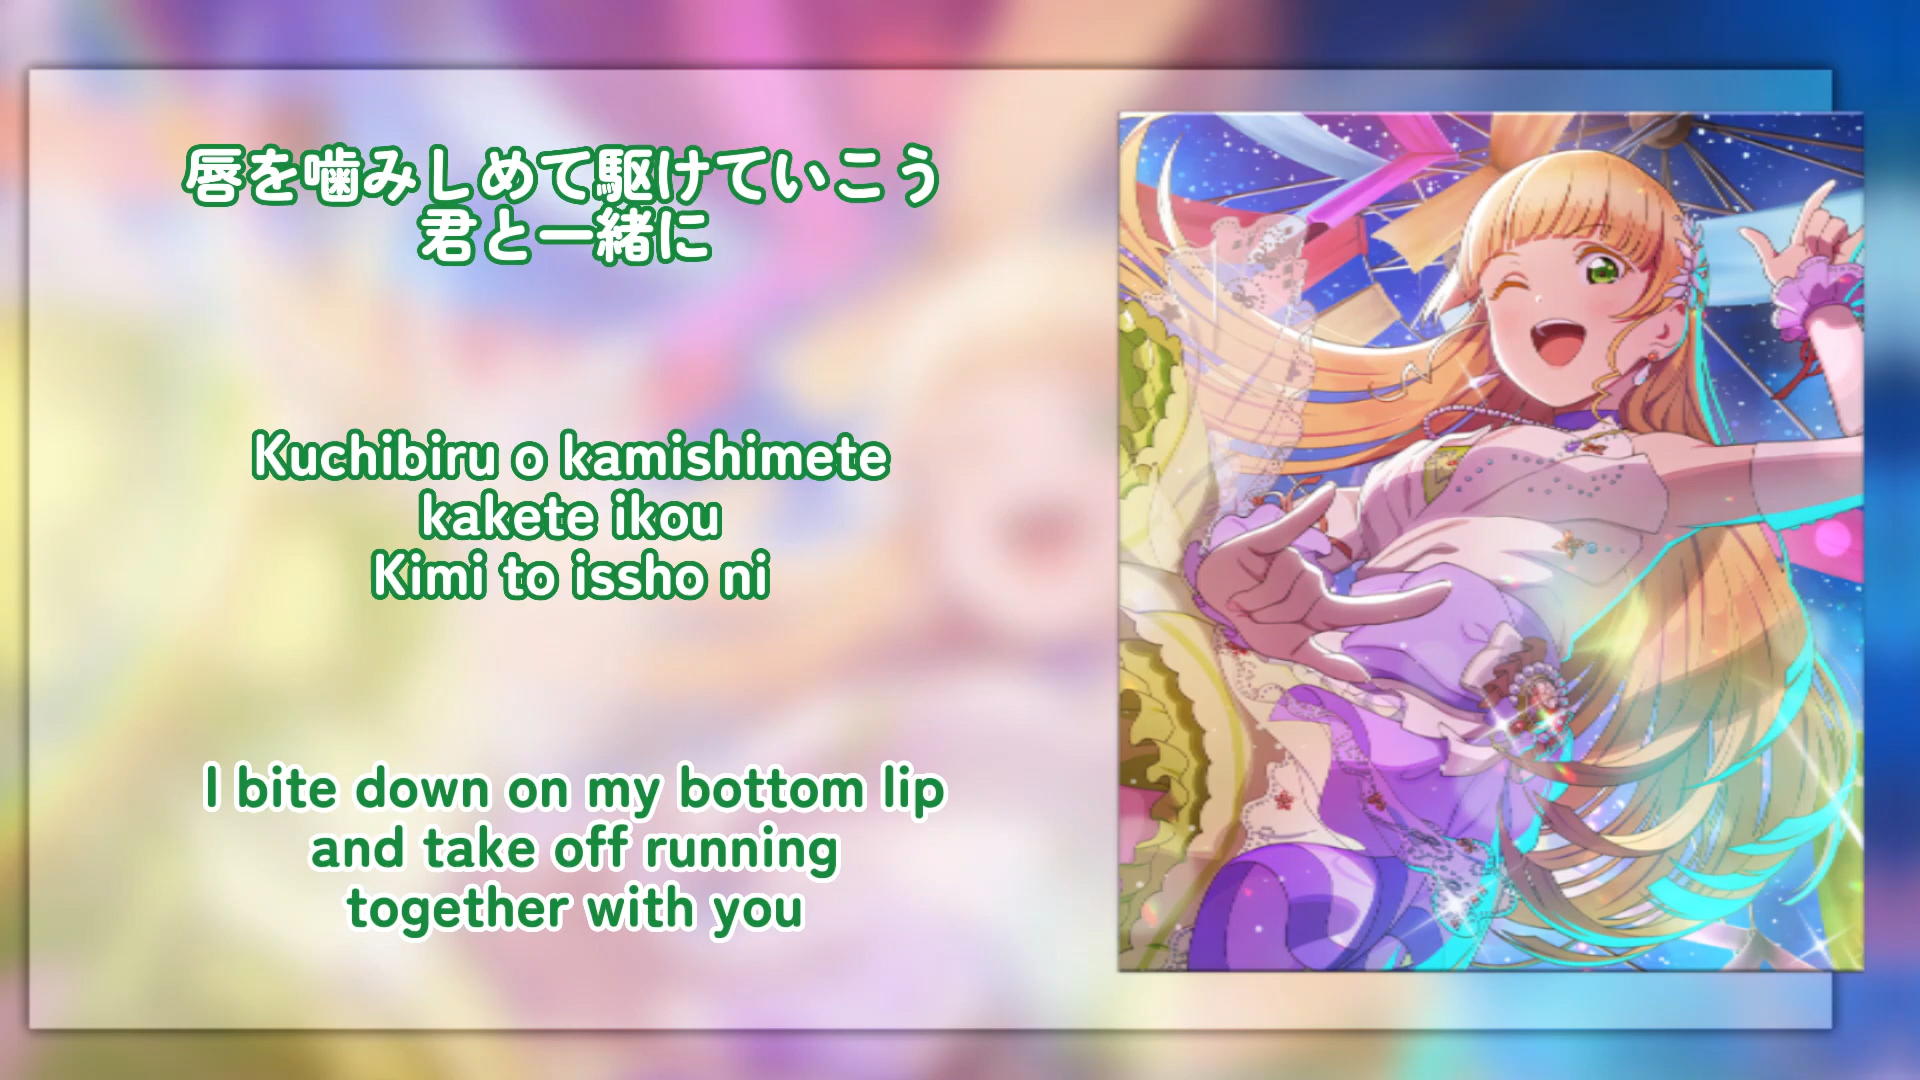 唇を噛みしめて駆けていこう
君と一緒に
Kuchibiru o kamishimete
kakete ikou
Kimi to issho ni
I bite down on my bottom lip
and take off running
together with you